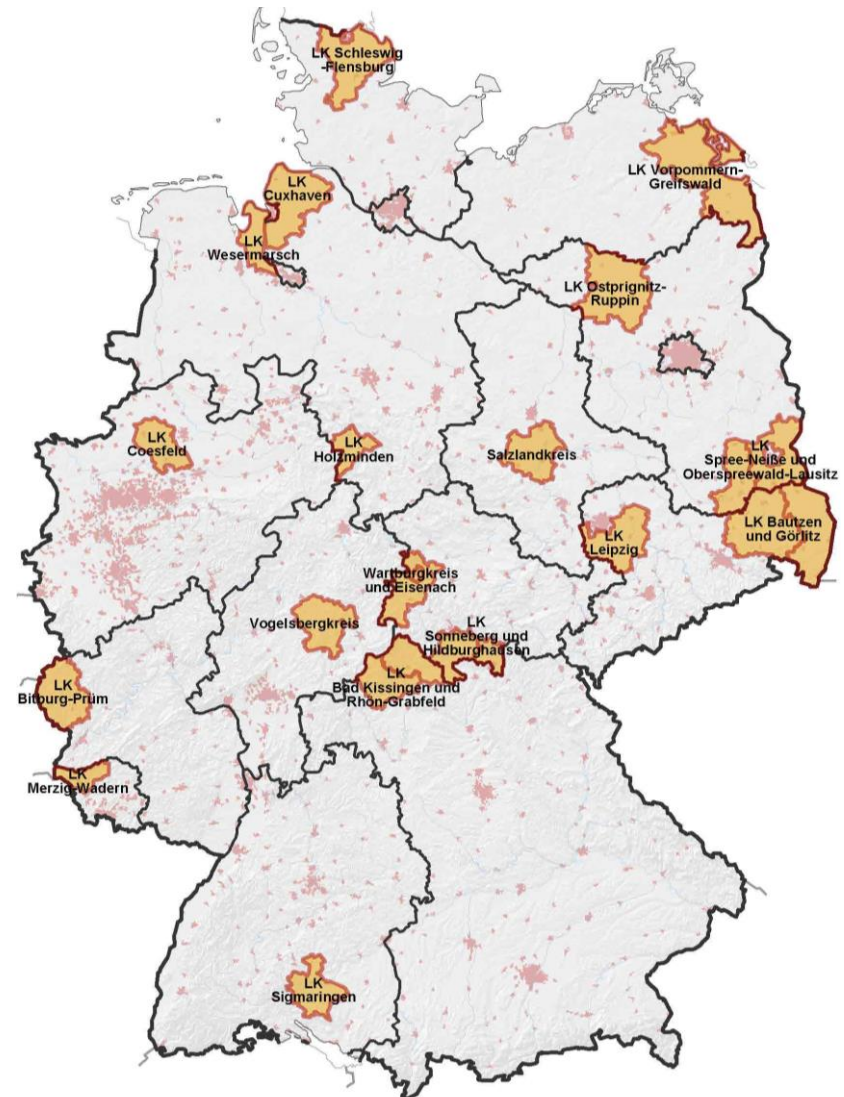 LK Schleswig
-Flensburg
LK
Cuxhaven
LK
Wesermarsch
LK Vorpommern-
Greifswald
LK Ostprignitz-
Ruppin
LK
Coesfeld
LK
Holzminden
Salzlandkreis
LK
Spree-Neiße und
Oberspreewald-Lausitz
LK Bautzen
und Görlitz
LK
Leipzig
Wartburgkreis
und Eisenach
Vogelsbergkreis
LK
Sonneberg und
Hildburghausen
LK
Bad Kissingen und
Rhön-Grabfeld
LK
Bitburg-Prüm
LK
Merzig-Wadern
LK
Sigmaringen